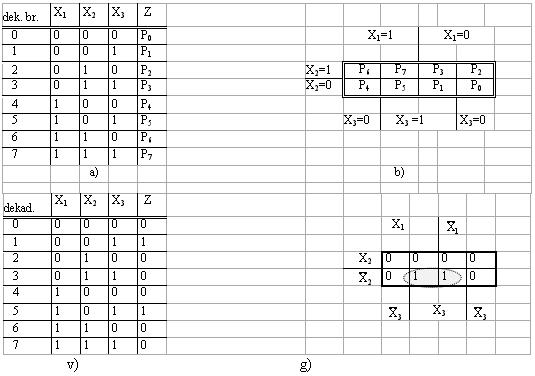 dek. br. X₁ X₂ X₃ Z
0 0 0 0 P₀
1 0 0 1 P₁
2 0 1 0 P₂
3 0 1 1 P₃
4 1 0 0 P₄
5 1 0 1 P₅
6 1 1 0 P₆
7 1 1 1 P₇
a)
X₁=1 X₁=0
X₂=1 P₆ P₇ P₃ P₂
X₂=0 P₄ P₅ P₁ P₀
X₃=0 X₃ =1 X₃=0
b)
dekad. X₁ X₂ X₃ Z
0 0 0 0 0
1 0 0 1 1
2 0 1 0 0
3 0 1 1 0
4 1 0 0 0
5 1 0 1 1
6 1 1 0 0
7 1 1 1 0
v)
X₁ X̅₁
X₂ 0 0 0 0
X̅₂ 0 1 1 0
X̅₃ X₃ X̅₃
g)